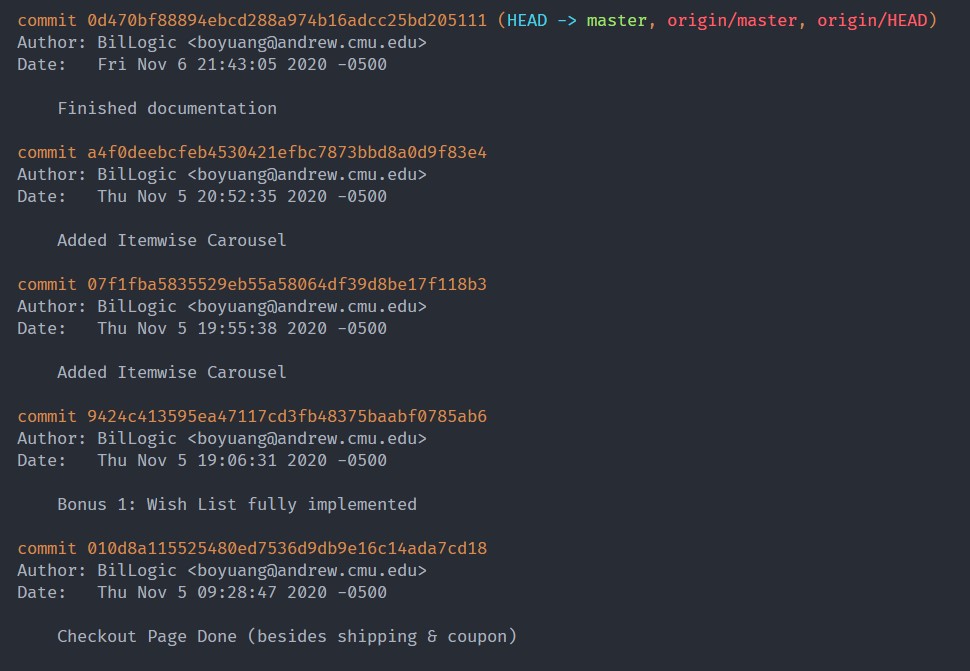 commit 0d470bf88894ebcd288a974b16adcc25bd205111 (HEAD -> master, origin/master, origin/HEAD)
Author: BilLogic <boyuang@andrew.cmu.edu>
Date:   Fri Nov 6 21:43:05 2020 -0500
Finished documentation
commit a4f0deebcfeb4530421efbc7873bbd8a0d9f83e4
Author: BilLogic <boyuang@andrew.cmu.edu>
Date:   Thu Nov 5 20:52:35 2020 -0500
Added Itemwise Carousel
commit 07f1fba5835529eb55a58064df39d8be17f118b3
Author: BilLogic <boyuang@andrew.cmu.edu>
Date:   Thu Nov 5 19:55:38 2020 -0500
Added Itemwise Carousel
commit 9424c413595ea47117cd3fb48375baabf0785ab6
Author: BilLogic <boyuang@andrew.cmu.edu>
Date:   Thu Nov 5 19:06:31 2020 -0500
Bonus 1: Wish List fully implemented
commit 010d8a115525480ed7536d9db9e16c14ada7cd18
Author: BilLogic <boyuang@andrew.cmu.edu>
Date:   Thu Nov 5 09:28:47 2020 -0500
Checkout Page Done (besides shipping & coupon)